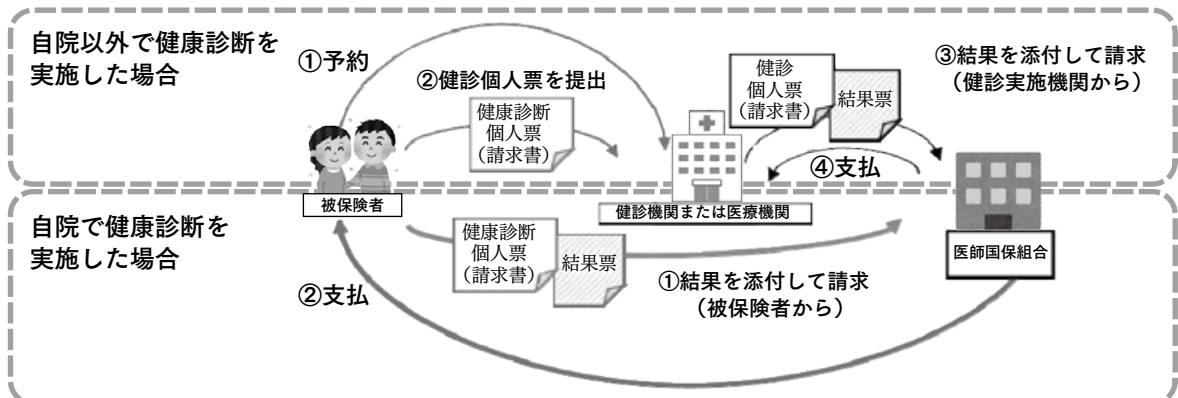 自院以外で健康診断を
実施した場合
①予約
②健診個人票を提出
健康診断
個人票
（請求書）
健診
個人票
（請求書）
結果票
③結果を添付して請求
（健診実施機関から）
④支払
被保険者
健診機関または医療機関
医師国保組合
自院で健康診断を
実施した場合
健康診断
個人票
（請求書）
結果票
①結果を添付して請求
（被保険者から）
②支払